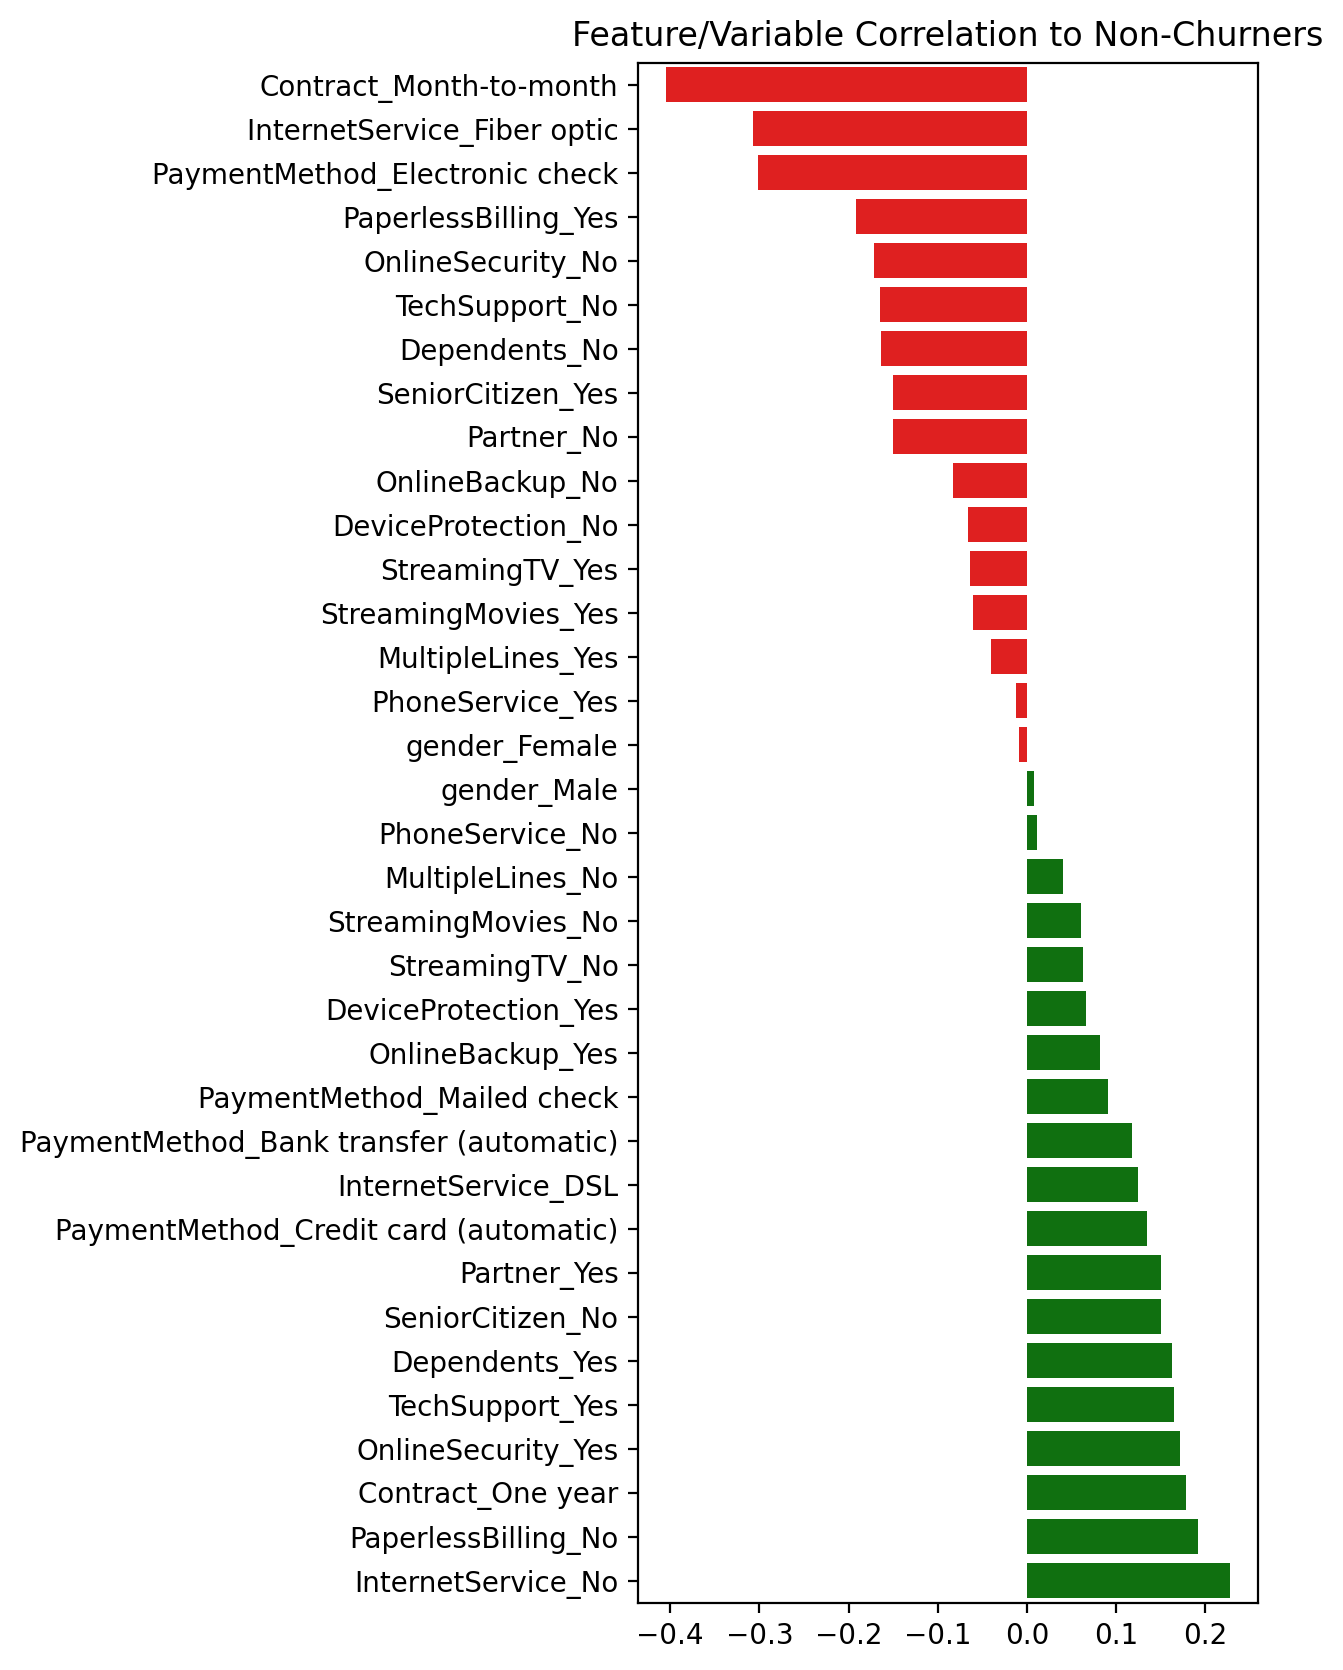 Feature/Variable Correlation to Non-Churners
Contract_Month-to-month
InternetService_Fiber optic
PaymentMethod_Electronic check
PaperlessBilling_Yes
OnlineSecurity_No
TechSupport_No
Dependents_No
SeniorCitizen_Yes
Partner_No
OnlineBackup_No
DeviceProtection_No
StreamingTV_Yes
StreamingMovies_Yes
MultipleLines_Yes
PhoneService_Yes
gender_Female
gender_Male
PhoneService_No
MultipleLines_No
StreamingMovies_No
StreamingTV_No
DeviceProtection_Yes
OnlineBackup_Yes
PaymentMethod_Mailed check
PaymentMethod_Bank transfer (automatic)
InternetService_DSL
PaymentMethod_Credit card (automatic)
Partner_Yes
SeniorCitizen_No
Dependents_Yes
TechSupport_Yes
OnlineSecurity_Yes
Contract_One year
PaperlessBilling_No
InternetService_No
−0.4 −0.3 −0.2 −0.1 0.0 0.1 0.2